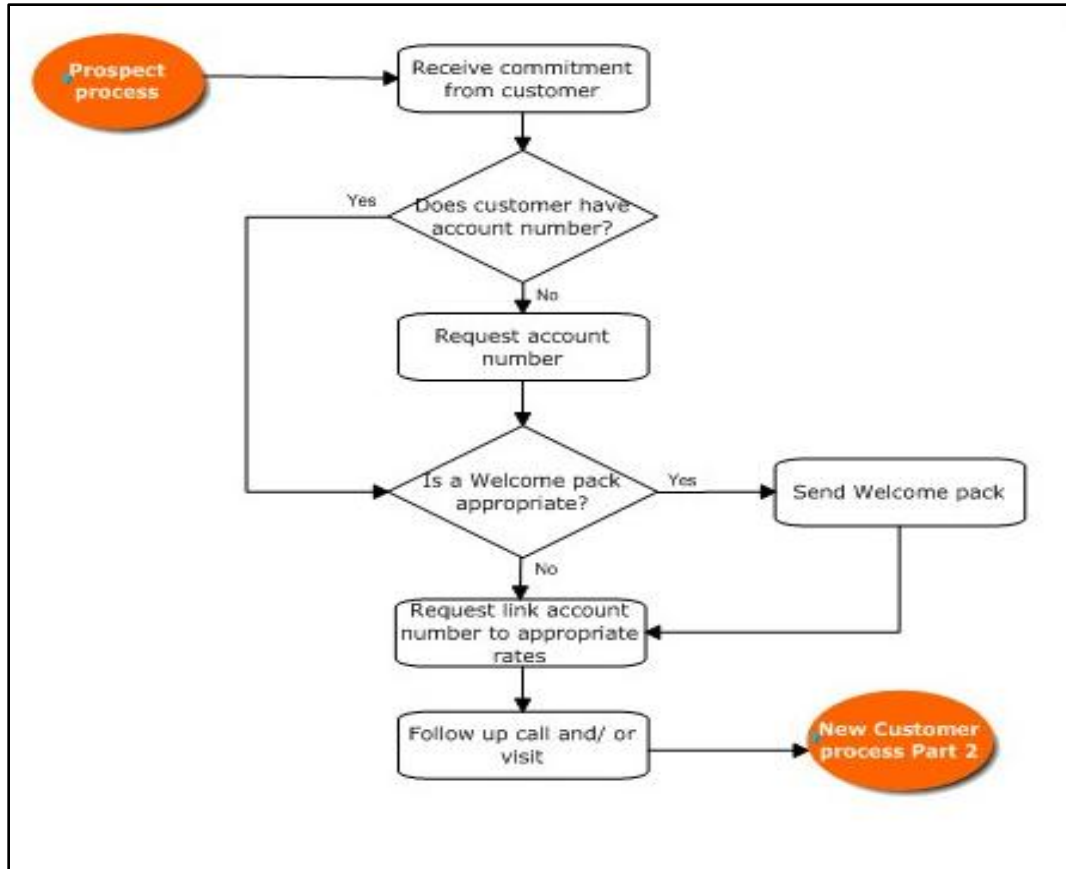 Prospect
process
Receive commitment
from customer
Yes
Does customer have
account number?
No
Request account
number
Is a Welcome pack
appropriate?
Yes
Send Welcome pack
No
Request link account
number to appropriate
rates
Follow up call and/ or
visit
New Customer
process Part 2